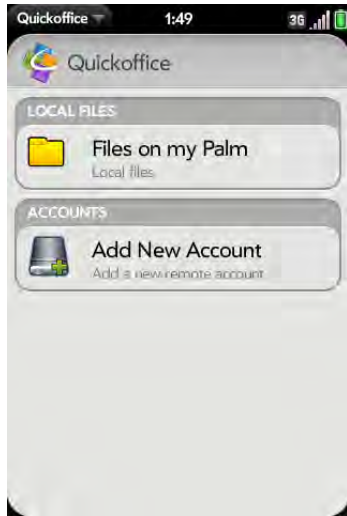 Quickoffice 1:49 3G
Quickoffice
LOCAL FILES
Files on my Palm
Local files
ACCOUNTS
Add New Account
Add a new remote account